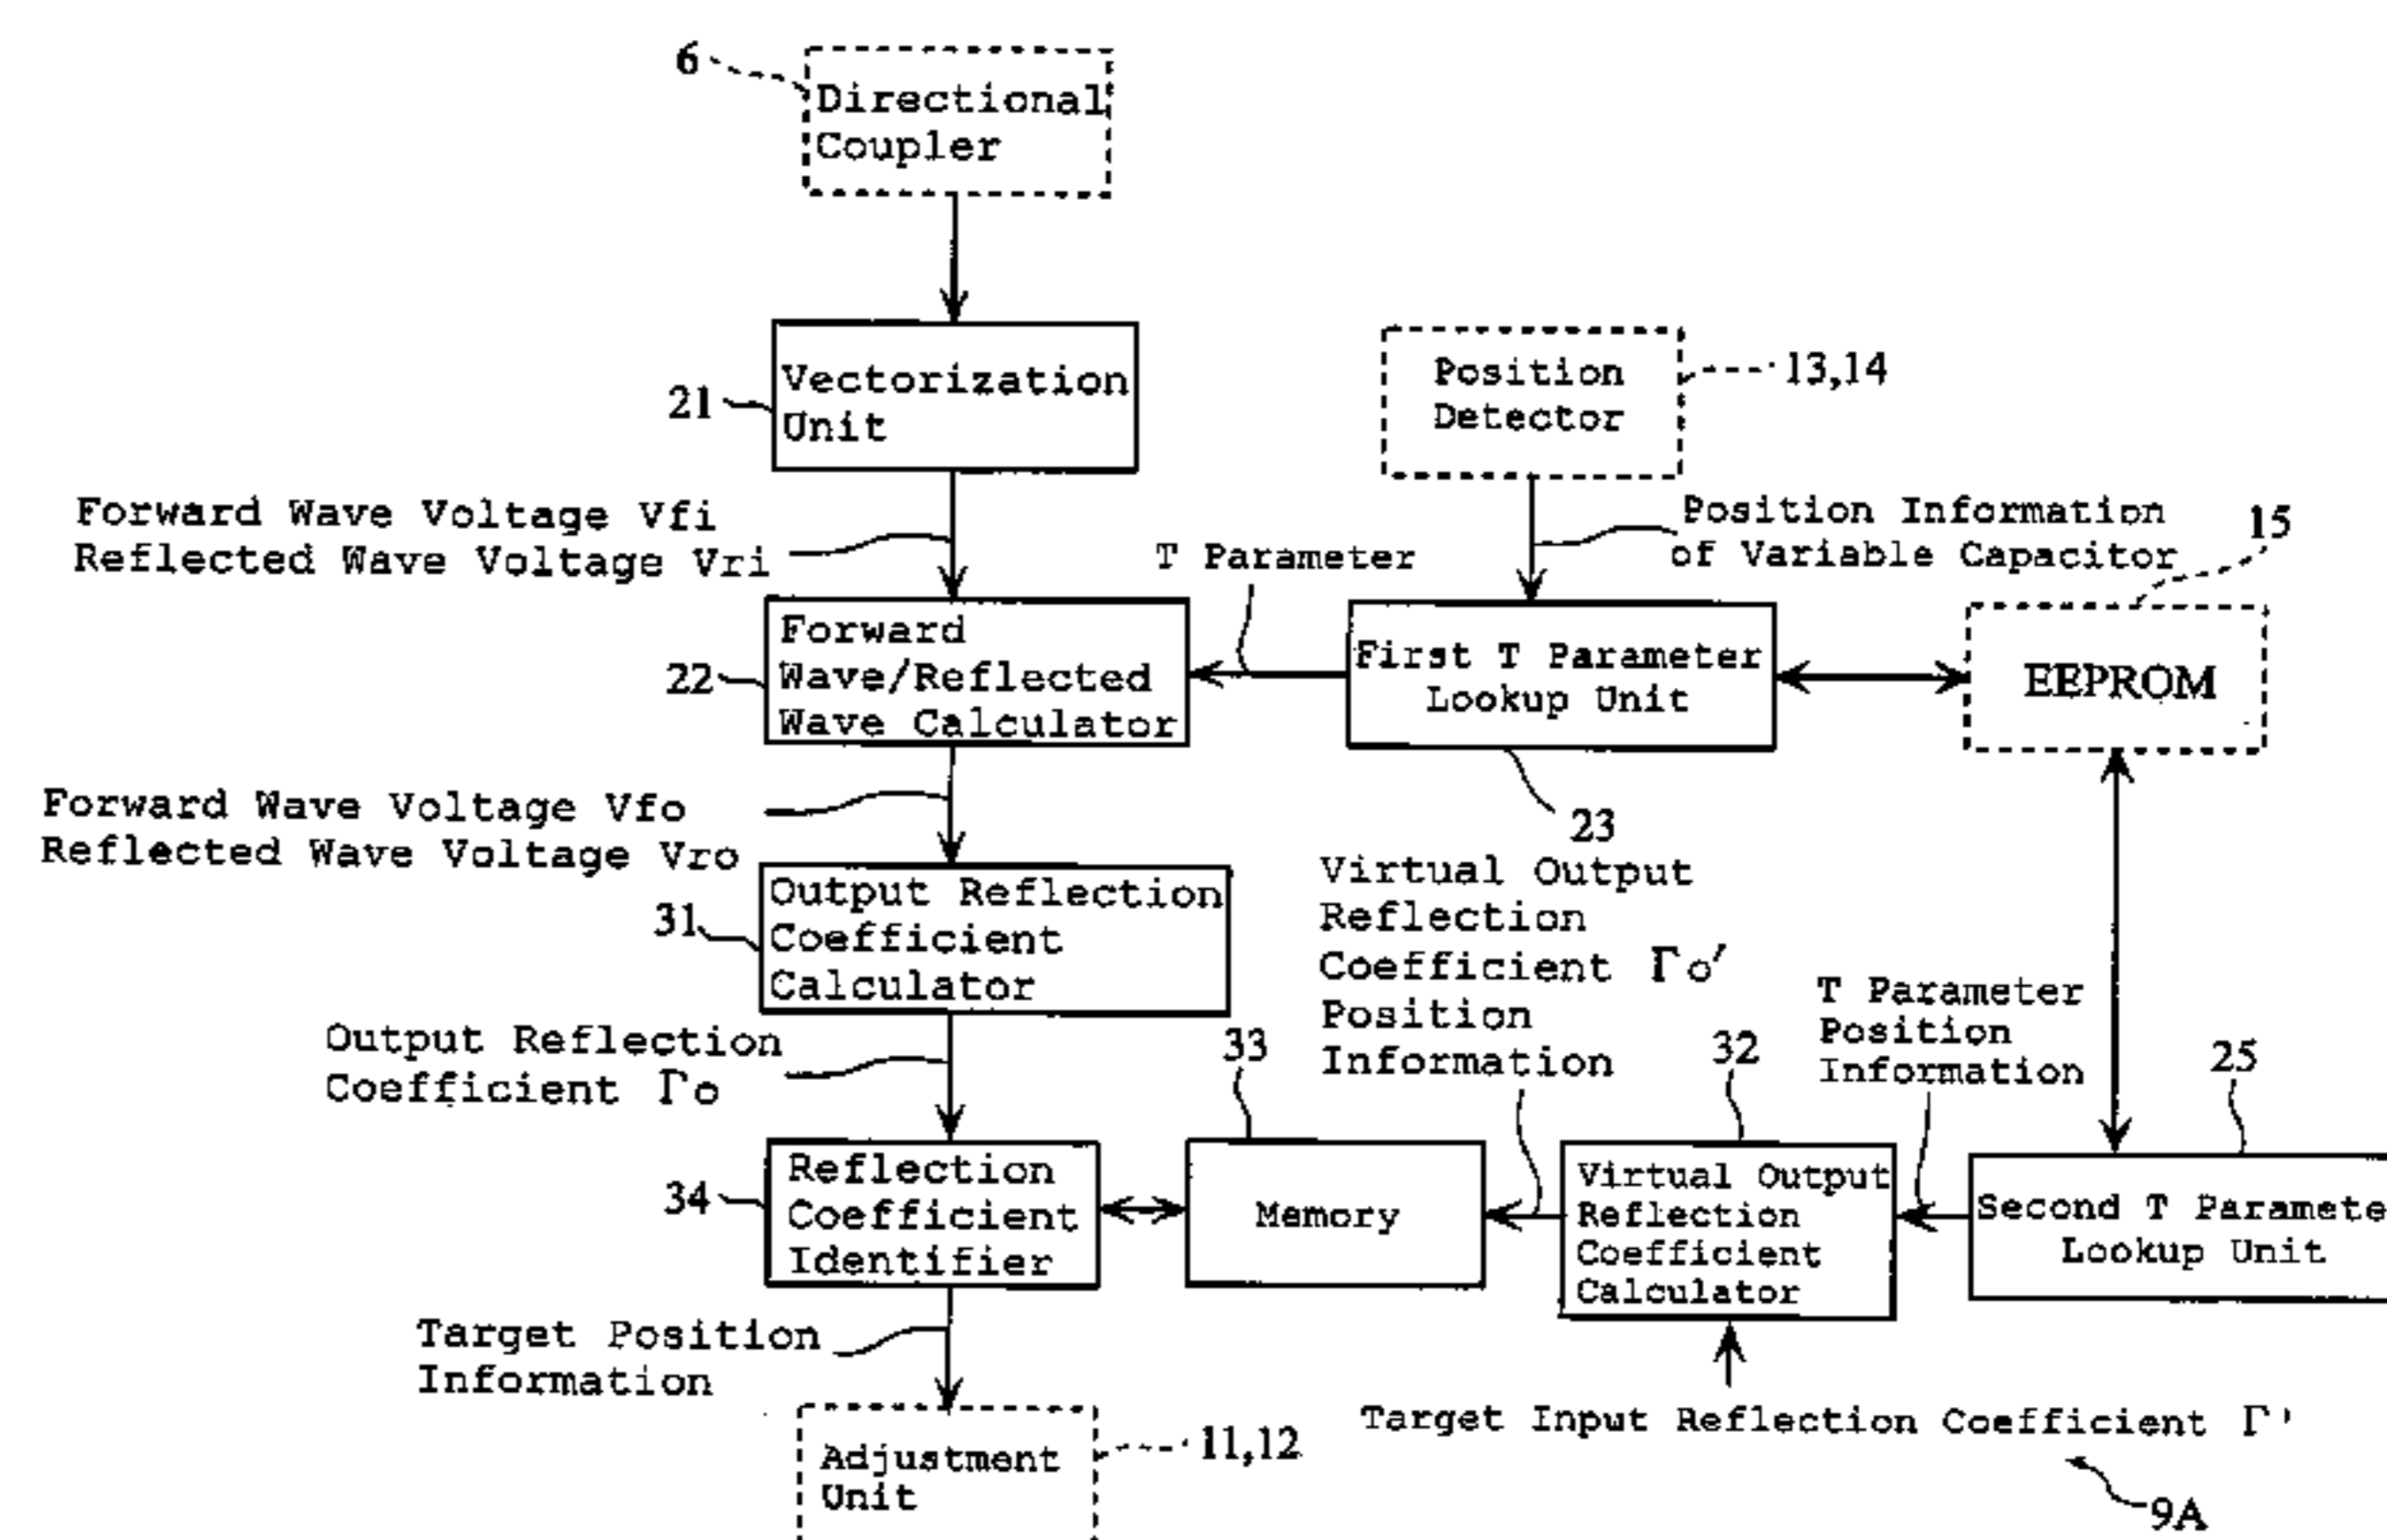 6
Directional
Coupler
Vectorization
Unit
21
Position
Detector
13,14
Forward Wave Voltage Vfi
Reflected Wave Voltage Vri
T Parameter
Position Information
of Variable Capacitor
15
Forward
Wave/Reflected
Wave Calculator
22
First T Parameter
Lookup Unit
23
EEPROM
Forward Wave Voltage Vfo
Reflected Wave Voltage Vro
Output Reflection
Coefficient
Calculator
31
Virtual Output
Reflection
Coefficient Γo′
Position
Information
T Parameter
Position
Information
Output Reflection
Coefficient Γo
33
32
25
Reflection
Coefficient
Identifier
34
Memory
Virtual Output
Reflection
Coefficient
Calculator
Second T Paramete
Lookup Unit
Target Position
Information
Target Input Reflection Coefficient Γ'
Adjustment
Unit
11,12
9A